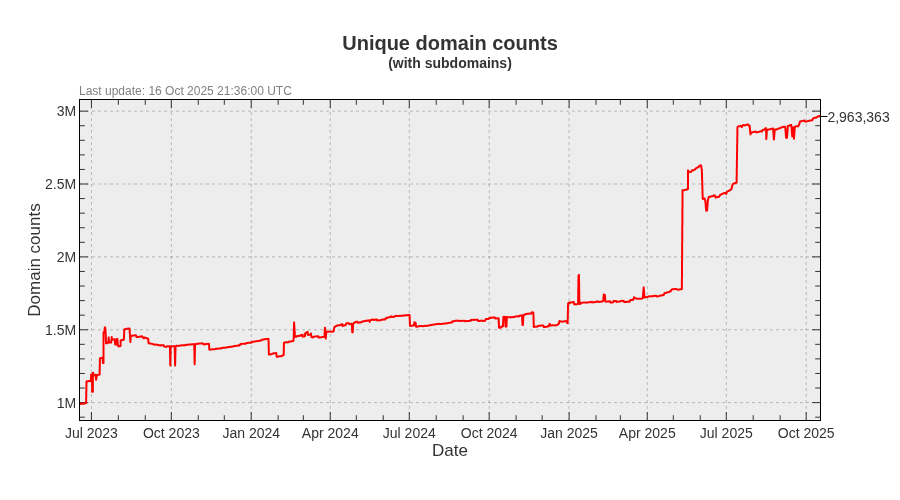 Unique domain counts
(with subdomains)
Last update: 16 Oct 2025 21:36:00 UTC
3M
2,963,363
2.5M
2M
1.5M
1M
Domain counts
Jul 2023 Oct 2023 Jan 2024 Apr 2024 Jul 2024 Oct 2024 Jan 2025 Apr 2025 Jul 2025 Oct 2025
Date